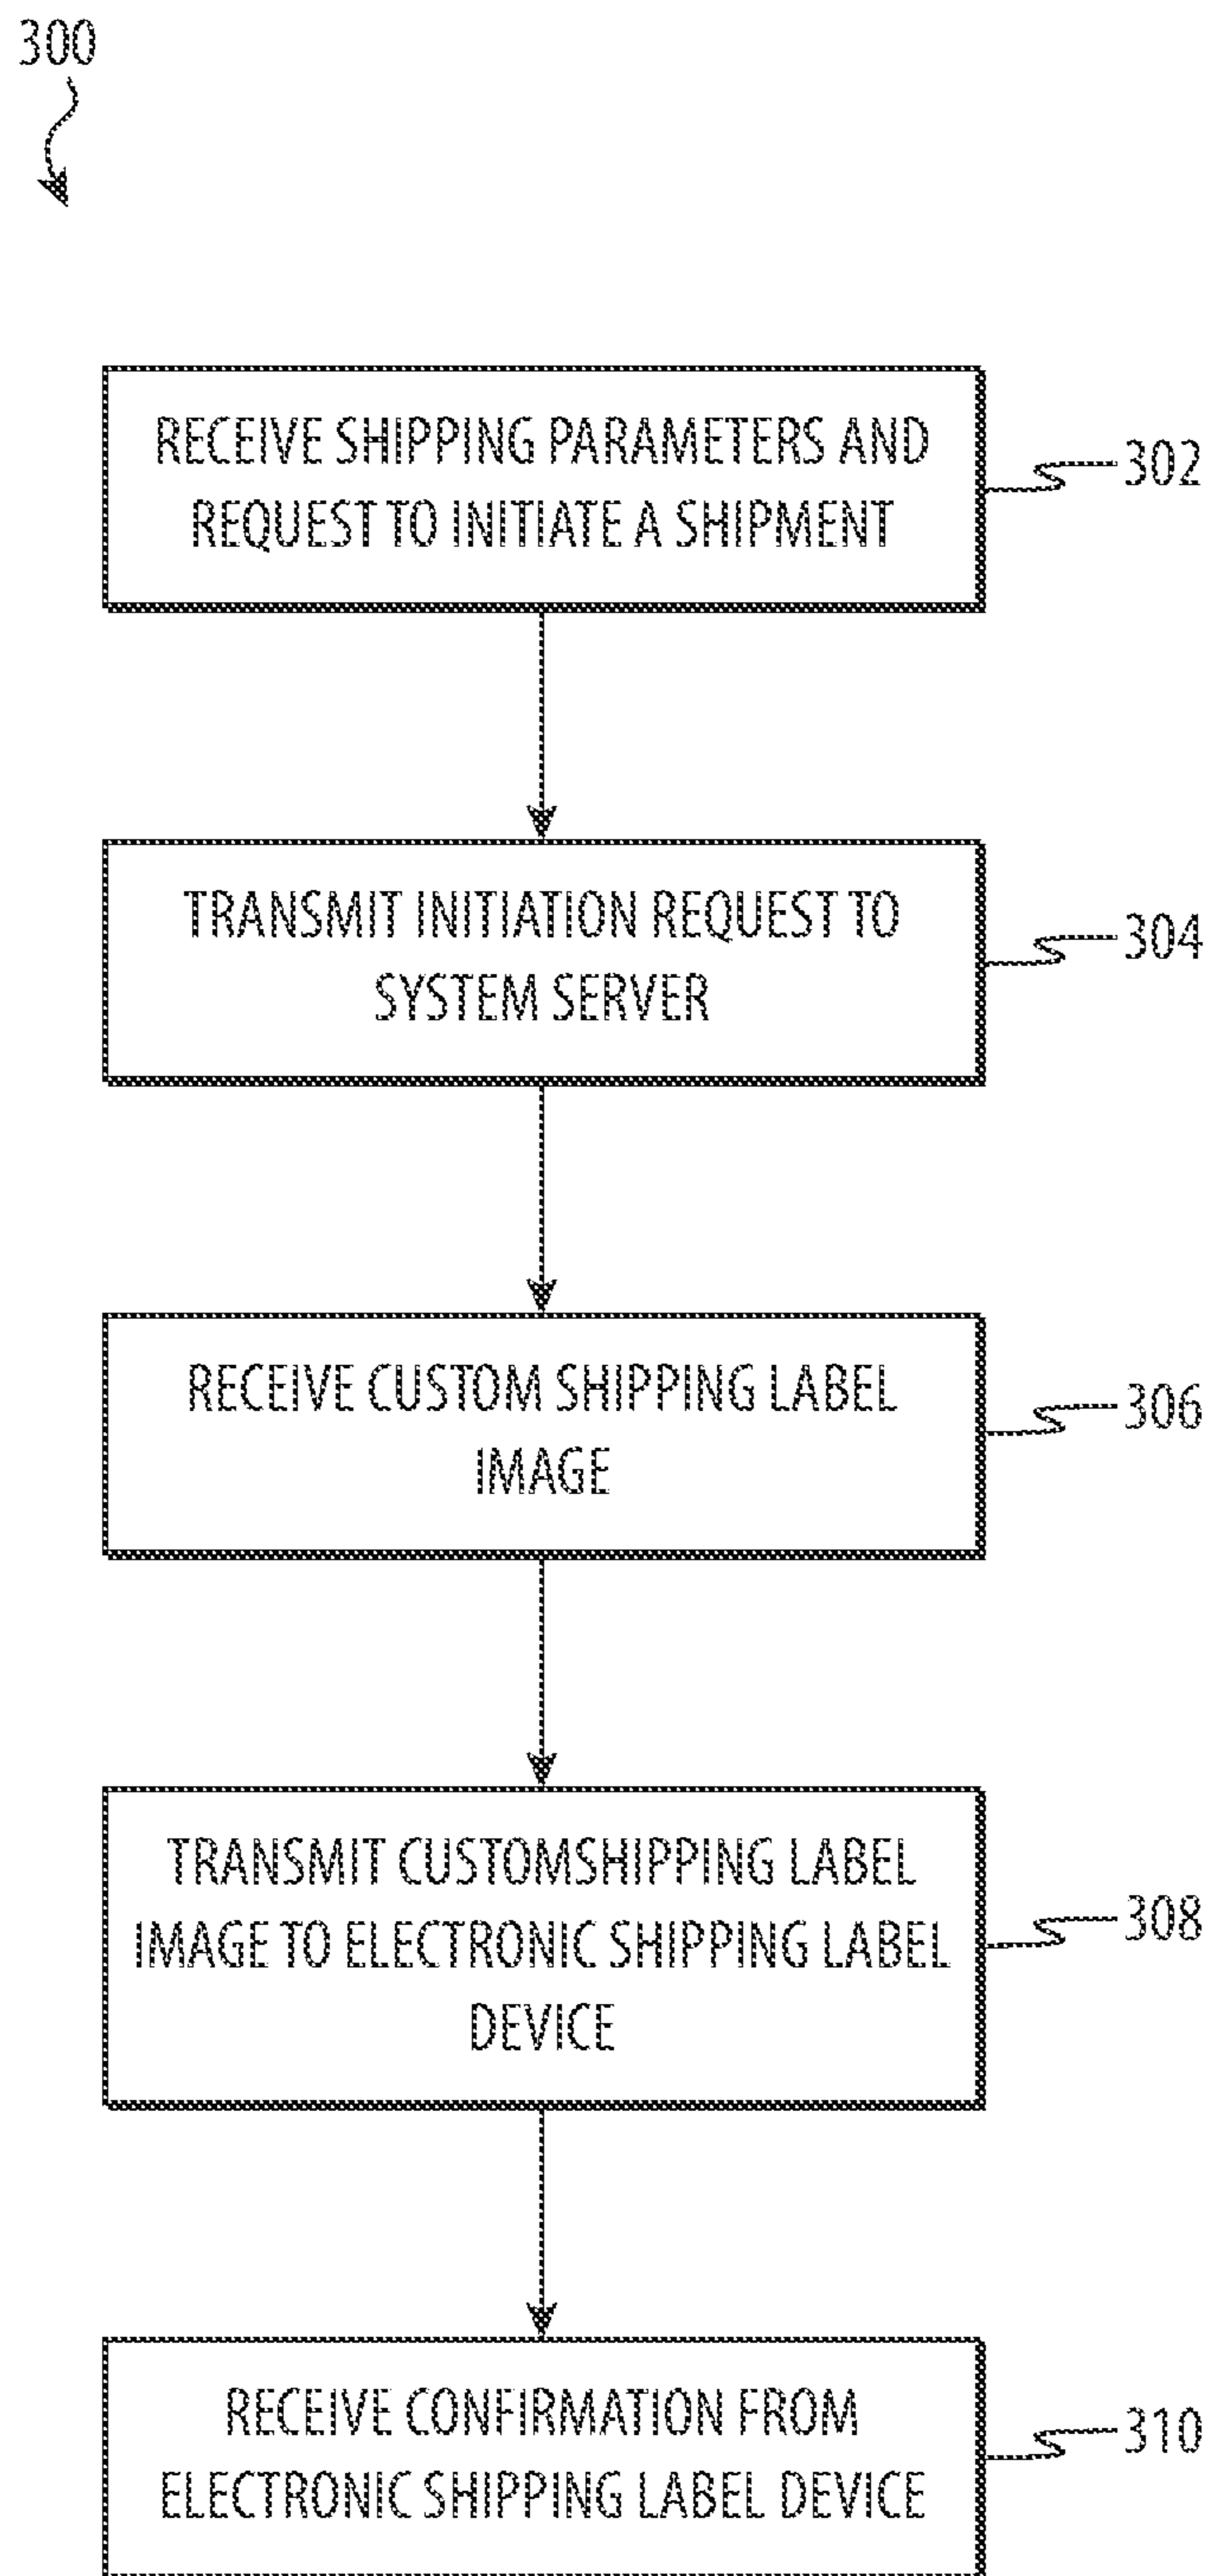 300
RECEIVE SHIPPING PARAMETERS AND
REQUEST TO INITIATE A SHIPMENT
302
TRANSMIT INITIATION REQUEST TO
SYSTEM SERVER
304
RECEIVE CUSTOM SHIPPING LABEL
IMAGE
306
TRANSMIT CUSTOMSHIPPING LABEL
IMAGE TO ELECTRONIC SHIPPING LABEL
DEVICE
308
RECEIVE CONFIRMATION FROM
ELECTRONIC SHIPPING LABEL DEVICE
310